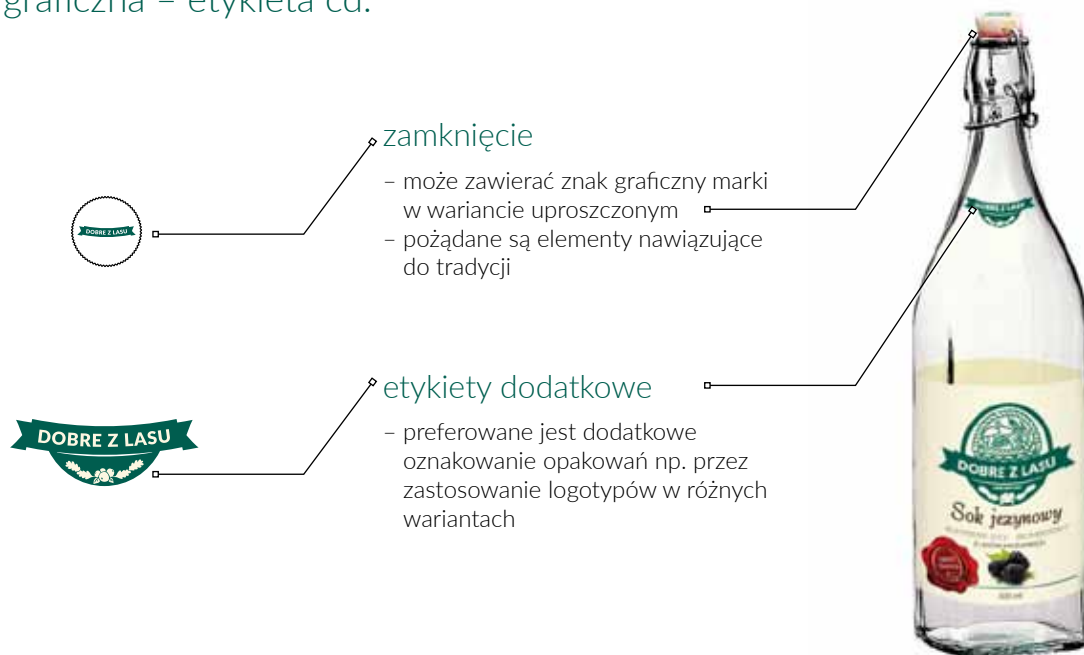 graficzna – etykieta cd.
zamknięcie
– może zawierać znak graficzny marki
w wariancie uproszczonym
– pożądane są elementy nawiązujące
do tradycji
DOBRE Z LASU
etykiety dodatkowe
– preferowane jest dodatkowe
oznakowanie opakowań np. przez
zastosowanie logotypów w różnych
wariantach
DOBRE Z LASU
DOBRE Z LASU
DOBRE Z LASU
Sok jeżynowy